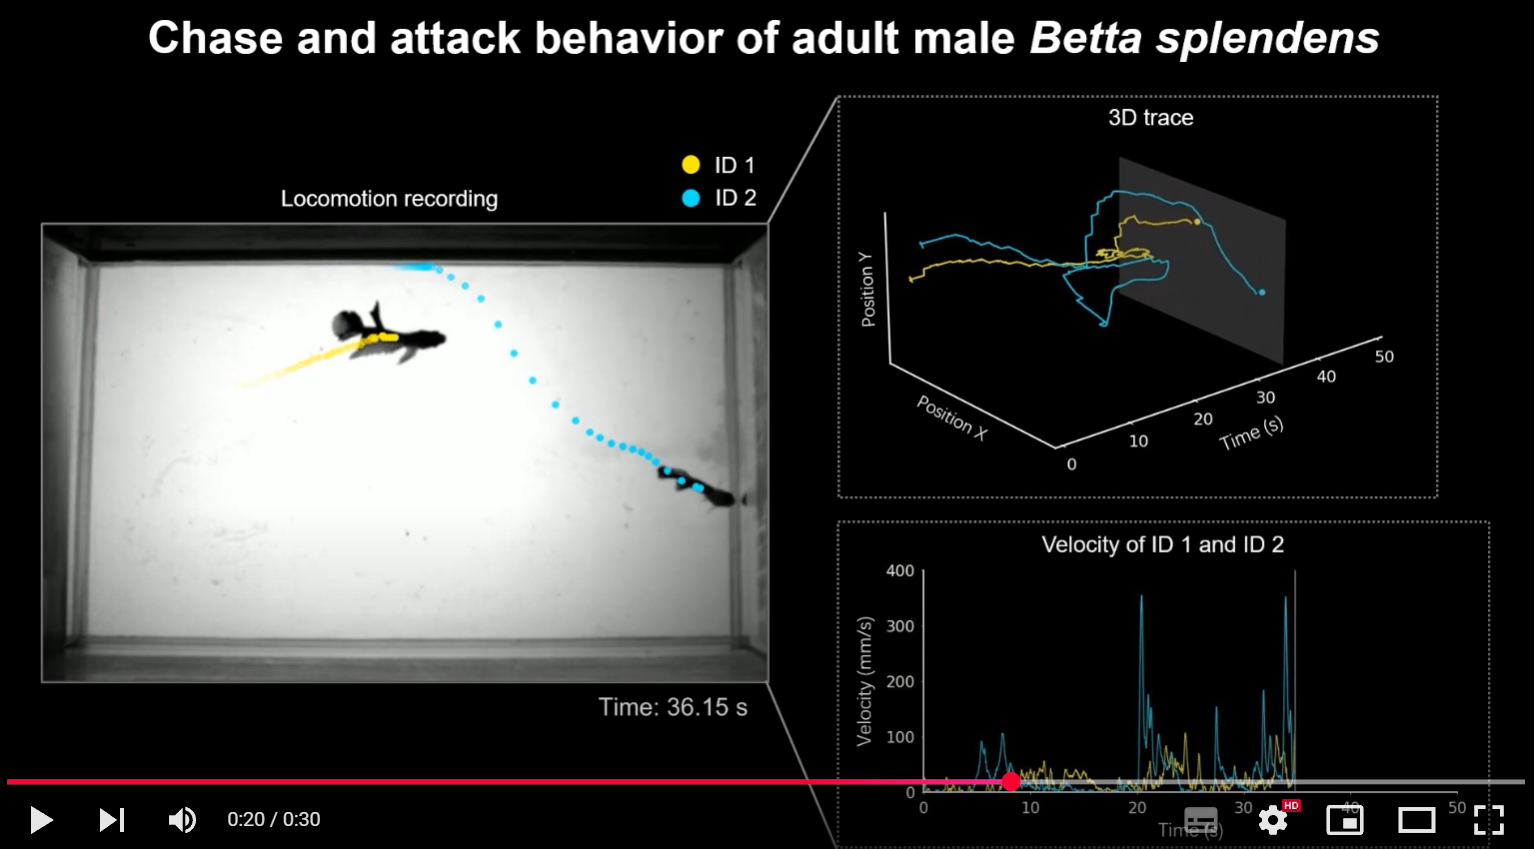 Chase and attack behavior of adult male Betta splendens
ID 1
ID 2
Locomotion recording
Time: 36.15 s
3D trace
Position Y
Position X
0
10
20
30
40
50
Time (s)
Velocity of ID 1 and ID 2
Velocity (mm/s)
400
300
200
100
0
0
10
20
30
40
50
Time (s)
0:20 / 0:30
HD